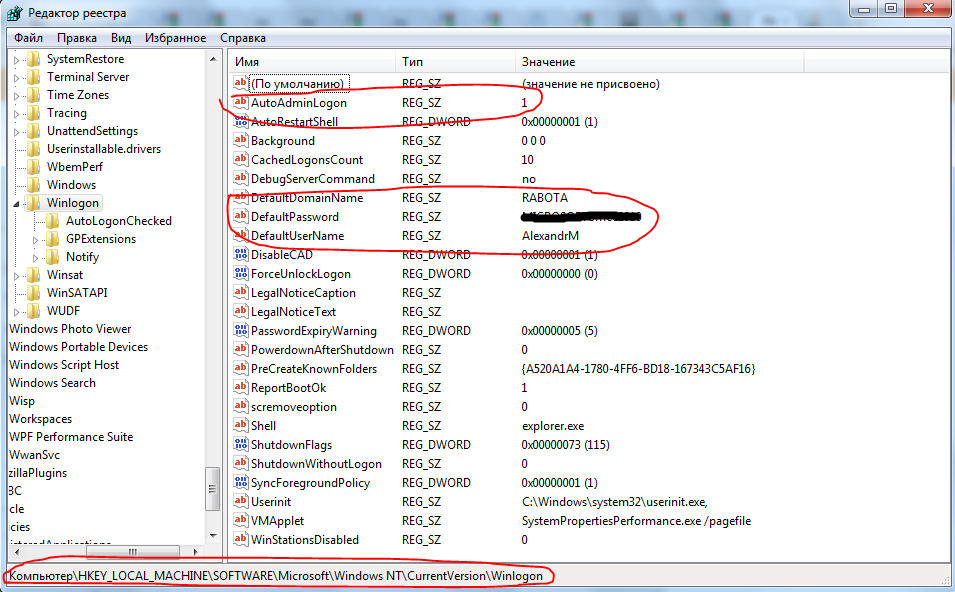 Редактор реестра
Файл Правка Вид Избранное Справка
SystemRestore
Terminal Server
Time Zones
Tracing
UnattendSettings
Userinstallable.drivers
WbemPerf
Windows
Winlogon
AutoLogonChecked
GPExtensions
Notify
Winsat
WinSATAPI
WUDF
Windows Photo Viewer
Windows Portable Devices
Windows Script Host
Windows Search
Wisp
Workspaces
WPF Performance Suite
WwanSvc
zillaPlugins
BC
cle
cies
Имя Тип Значение
(По умолчанию) REG_SZ (значение не присвоено)
AutoAdminLogon REG_SZ 1
AutoRestartShell REG_DWORD 0x00000001 (1)
Background REG_SZ 0 0 0
CachedLogonsCount REG_SZ 10
DebugServerCommand REG_SZ no
DefaultDomainName REG_SZ RABOTA
DefaultPassword REG_SZ
DefaultUserName REG_SZ AlexandrM
DisableCAD REG_DWORD 0x00000001 (1)
ForceUnlockLogon REG_DWORD 0x00000000 (0)
LegalNoticeCaption REG_SZ
LegalNoticeText REG_SZ
PasswordExpiryWarning REG_DWORD 0x00000005 (5)
PowerdownAfterShutdown REG_SZ 0
PreCreateKnownFolders REG_SZ {A520A1A4-1780-4FF6-BD18-167343C5AF16}
ReportBootOk REG_SZ 1
scremoveoption REG_SZ 0
Shell REG_SZ explorer.exe
ShutdownFlags REG_DWORD 0x00000073 (115)
ShutdownWithoutLogon REG_SZ 0
SyncForegroundPolicy REG_DWORD 0x00000001 (1)
Userinit REG_SZ C:\Windows\system32\userinit.exe,
VMApplet REG_SZ SystemPropertiesPerformance.exe /pagefile
WinStationsDisabled REG_SZ 0
Компьютер\HKEY_LOCAL_MACHINE\SOFTWARE\Microsoft\Windows NT\CurrentVersion\Winlogon